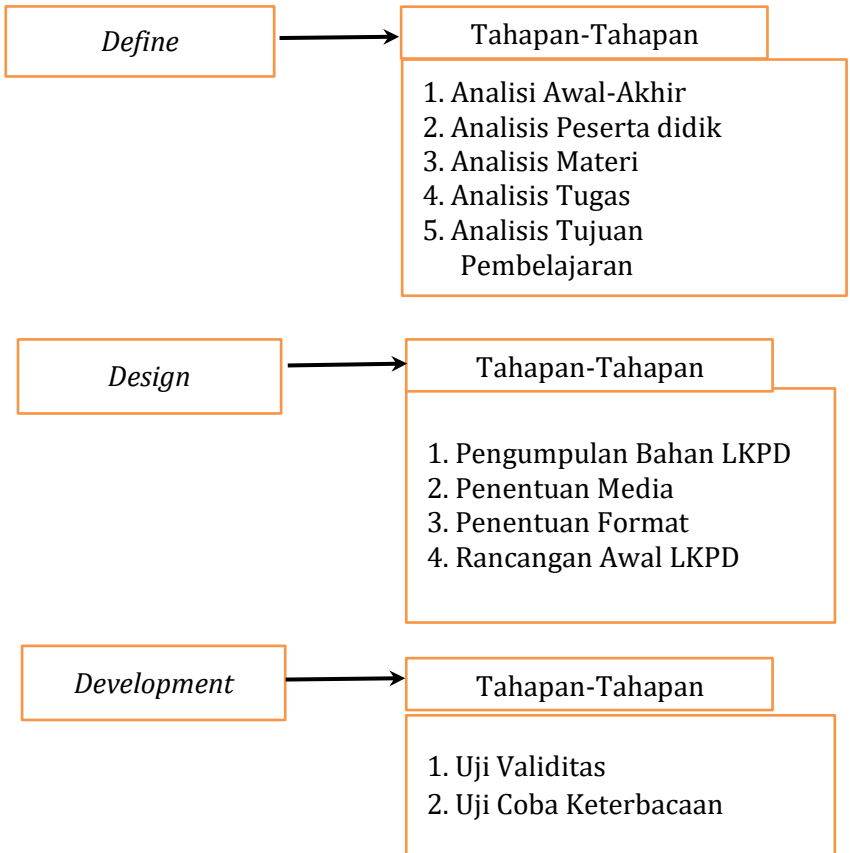 Define
Tahapan-Tahapan
1. Analisi Awal-Akhir
2. Analisis Peserta didik
3. Analisis Materi
4. Analisis Tugas
5. Analisis Tujuan
Pembelajaran
Design
Tahapan-Tahapan
1. Pengumpulan Bahan LKPD
2. Penentuan Media
3. Penentuan Format
4. Rancangan Awal LKPD
Development
Tahapan-Tahapan
1. Uji Validitas
2. Uji Coba Keterbacaan